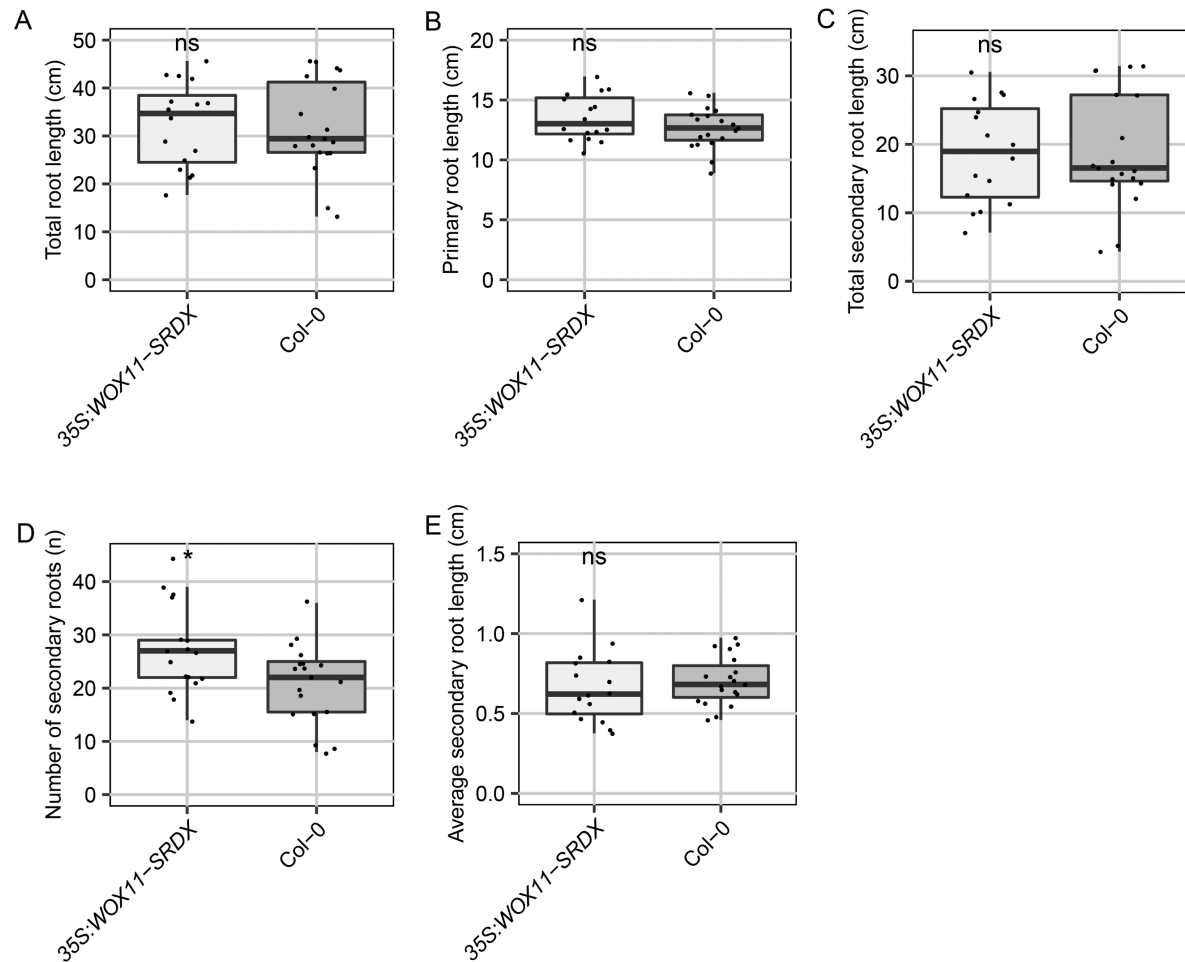 A
Total root length (cm)
50
40
30
20
10
0
ns
35S:WOX11−SRDX
Col−0
B
Primary root length (cm)
20
15
10
5
0
ns
35S:WOX11−SRDX
Col−0
C
Total secondary root length (cm)
30
20
10
0
ns
35S:WOX11−SRDX
Col−0
D
Number of secondary roots (n)
40
30
20
10
0
*
35S:WOX11−SRDX
Col−0
E
Average secondary root length (cm)
1.5
1.0
0.5
0.0
ns
35S:WOX11−SRDX
Col−0